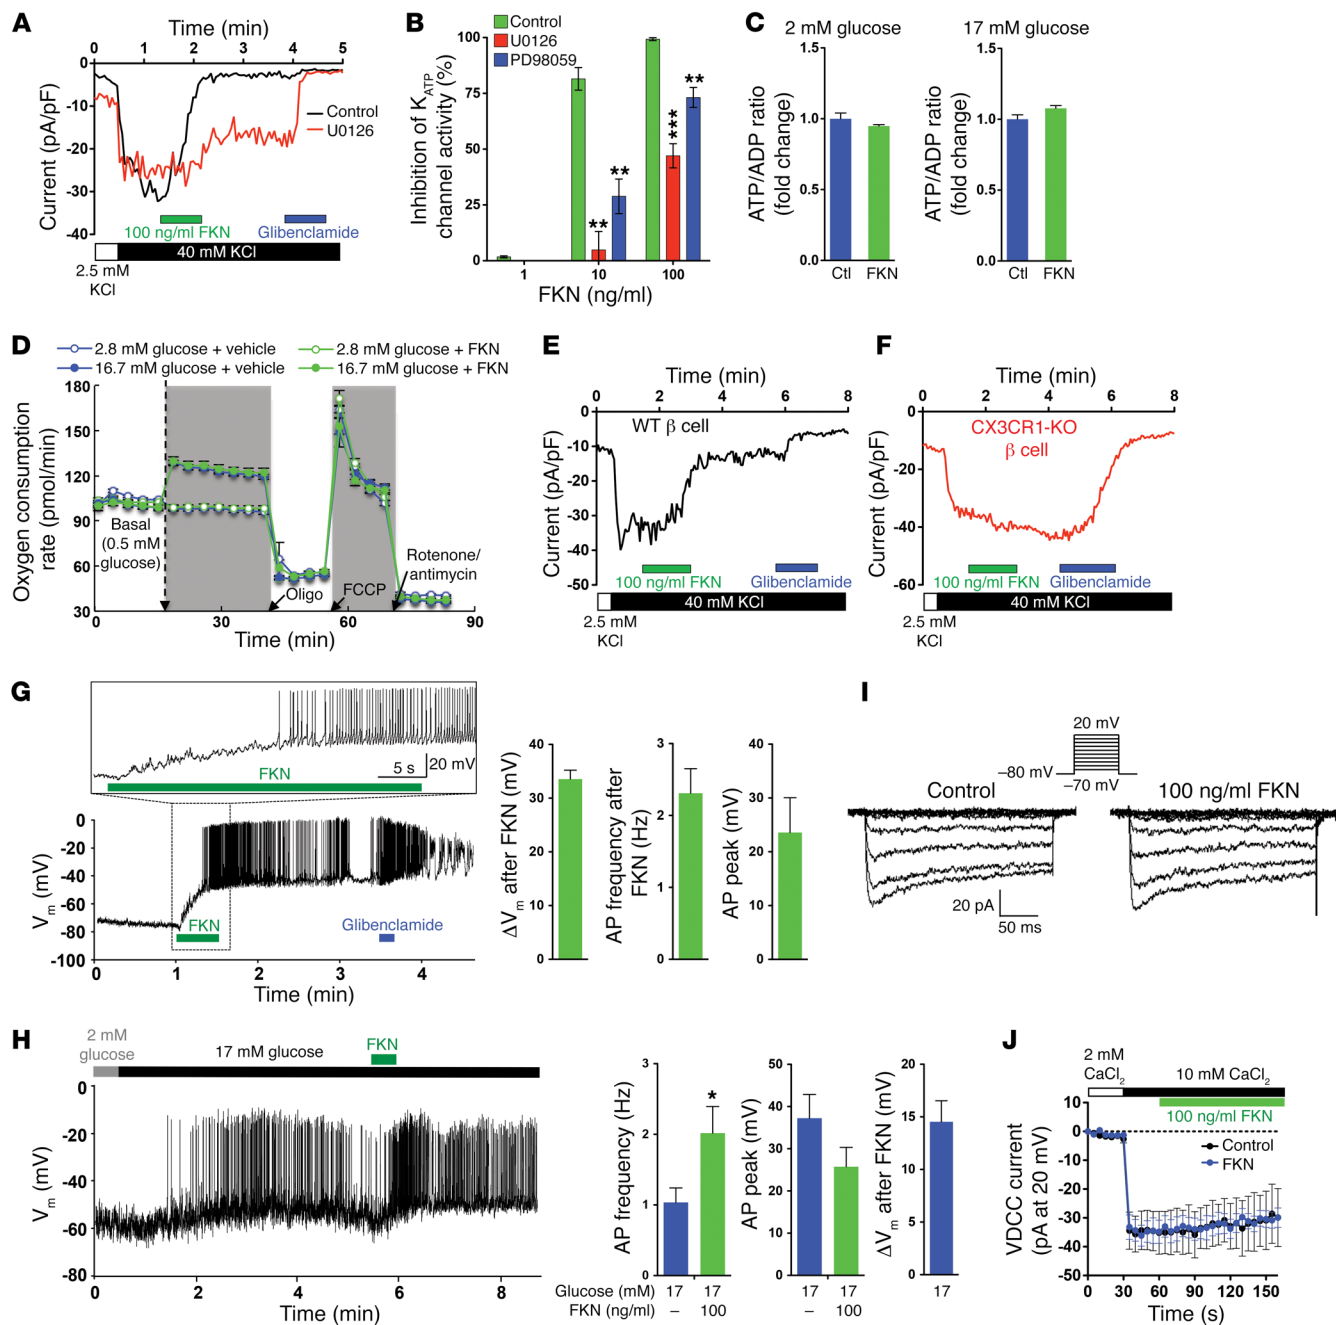 A
Time (min)
0 1 2 3 4 5
0
-10
-20
-30
-40
Current (pA/pF)
Control
U0126
100 ng/ml FKN
Glibenclamide
40 mM KCl
2.5 mM
KCl
B
Control
U0126
PD98059
100
75
50
25
0
Inhibition of KATP
channel activity (%)
**
**
***
**
1 10 100
FKN (ng/ml)
C
2 mM glucose
17 mM glucose
1.5
1.0
0.5
0.0
ATP/ADP ratio
(fold change)
Ctl FKN
1.5
1.0
0.5
0.0
ATP/ADP ratio
(fold change)
Ctl FKN
D
2.8 mM glucose + vehicle
16.7 mM glucose + vehicle
2.8 mM glucose + FKN
16.7 mM glucose + FKN
180
150
120
90
60
30
Oxygen consumption
rate (pmol/min)
Basal
(0.5 mM
glucose)
Oligo
FCCP
Rotenone/
antimycin
0 30 60 90
Time (min)
E
Time (min)
0 2 4 6 8
0
-10
-20
-30
-40
-50
Current (pA/pF)
WT β cell
100 ng/ml FKN
Glibenclamide
40 mM KCl
2.5 mM
KCl
F
Time (min)
0 2 4 6 8
0
-20
-40
-60
Current (pA/pF)
CX3CR1-KO
β cell
100 ng/ml FKN
Glibenclamide
40 mM KCl
2.5 mM
KCl
G
FKN
5 s
20 mV
0
-20
-40
-60
-80
-100
Vm (mV)
FKN
Glibenclamide
0 1 2 3 4
Time (min)
40
30
20
10
0
ΔVm after FKN (mV)
3
2
1
0
AP frequency after
FKN (Hz)
40
30
20
10
0
AP peak (mV)
I
20 mV
–80 mV
–70 mV
Control
100 ng/ml FKN
20 pA
50 ms
H
2 mM
glucose
17 mM glucose
FKN
0
-20
-40
-60
-80
Vm (mV)
2 4 6 8
Time (min)
3
2
1
0
AP frequency (Hz)
*
50
40
30
20
10
0
AP peak (mV)
20
15
10
5
0
ΔVm after FKN (mV)
Glucose (mM) 17 17 17 17 17
FKN (ng/ml) – 100 – 100
J
2 mM
CaCl2
10 mM CaCl2
100 ng/ml FKN
10
0
-10
-20
-30
-40
-50
VDCC current
(pA at 20 mV)
Control
FKN
0 30 60 90 120 150
Time (s)